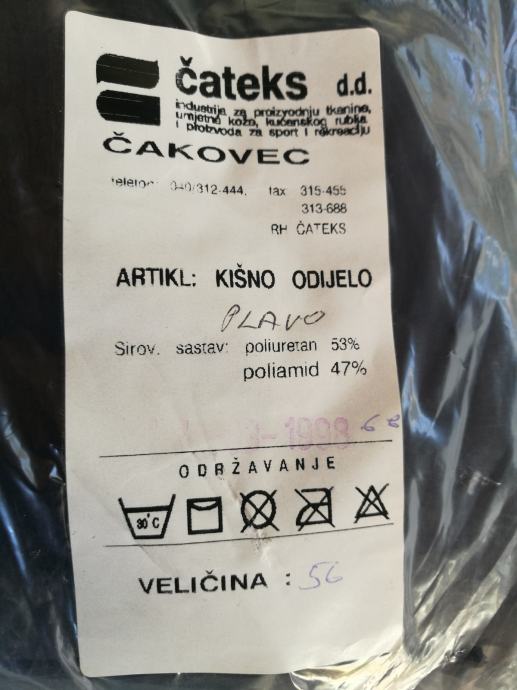 čateks d.d.
industrija za proizvodnju tkanine,
umjetne kože, kućanskog rublja
i proizvoda za sport i rekreaciju
ČAKOVEC
telefon 040/312-444, fax 315-455
313-688
RH ČATEKS
ARTIKL: KIŠNO ODIJELO
PLAVO
Sirov. sastav: poliuretan 53%
poliamid 47%
-1998
ODRŽAVANJE
30°C
VELIČINA : 56